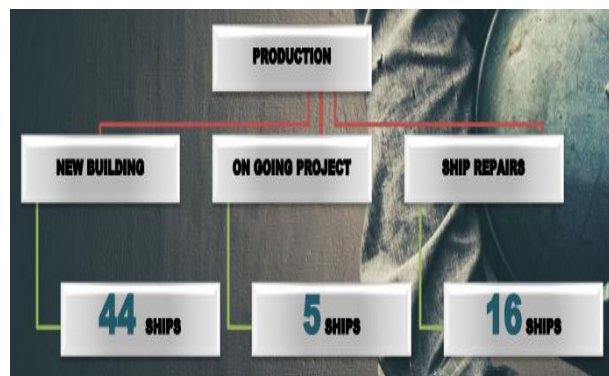 PRODUCTION
NEW BUILDING
ON GOING PROJECT
SHIP REPAIRS
44 SHIPS
5 SHIPS
16 SHIPS